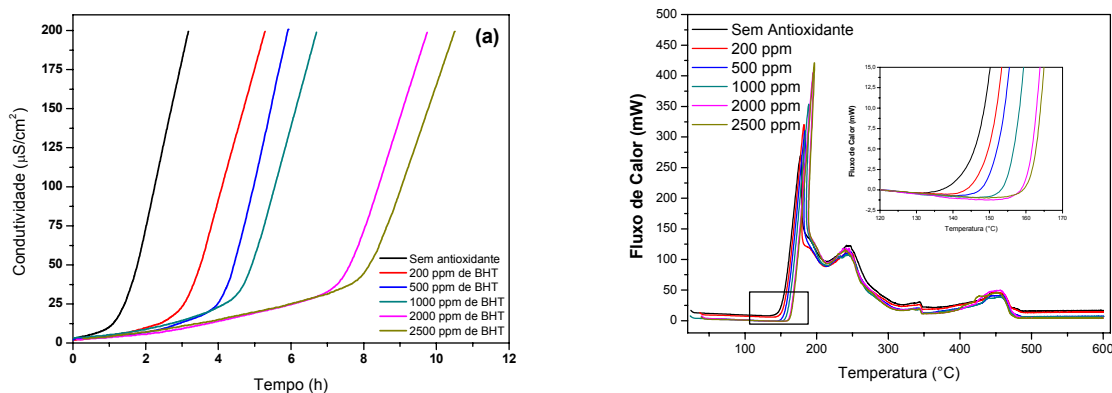 (a)
Condutividade (µS/cm²)
200
175
150
125
100
75
50
25
0
Sem antioxidante
200 ppm de BHT
500 ppm de BHT
1000 ppm de BHT
2000 ppm de BHT
2500 ppm de BHT
0 2 4 6 8 10 12
Tempo (h)
Fluxo de Calor (mW)
500
450
400
350
300
250
200
150
100
50
0
-50
Sem Antioxidante
200 ppm
500 ppm
1000 ppm
2000 ppm
2500 ppm
Fluxo de Calor (mW)
15,0
12,5
10,0
7,5
5,0
2,5
0,0
-2,5
120 130 140 150 160 170
Temperatura (°C)
100 200 300 400 500 600
Temperatura (°C)